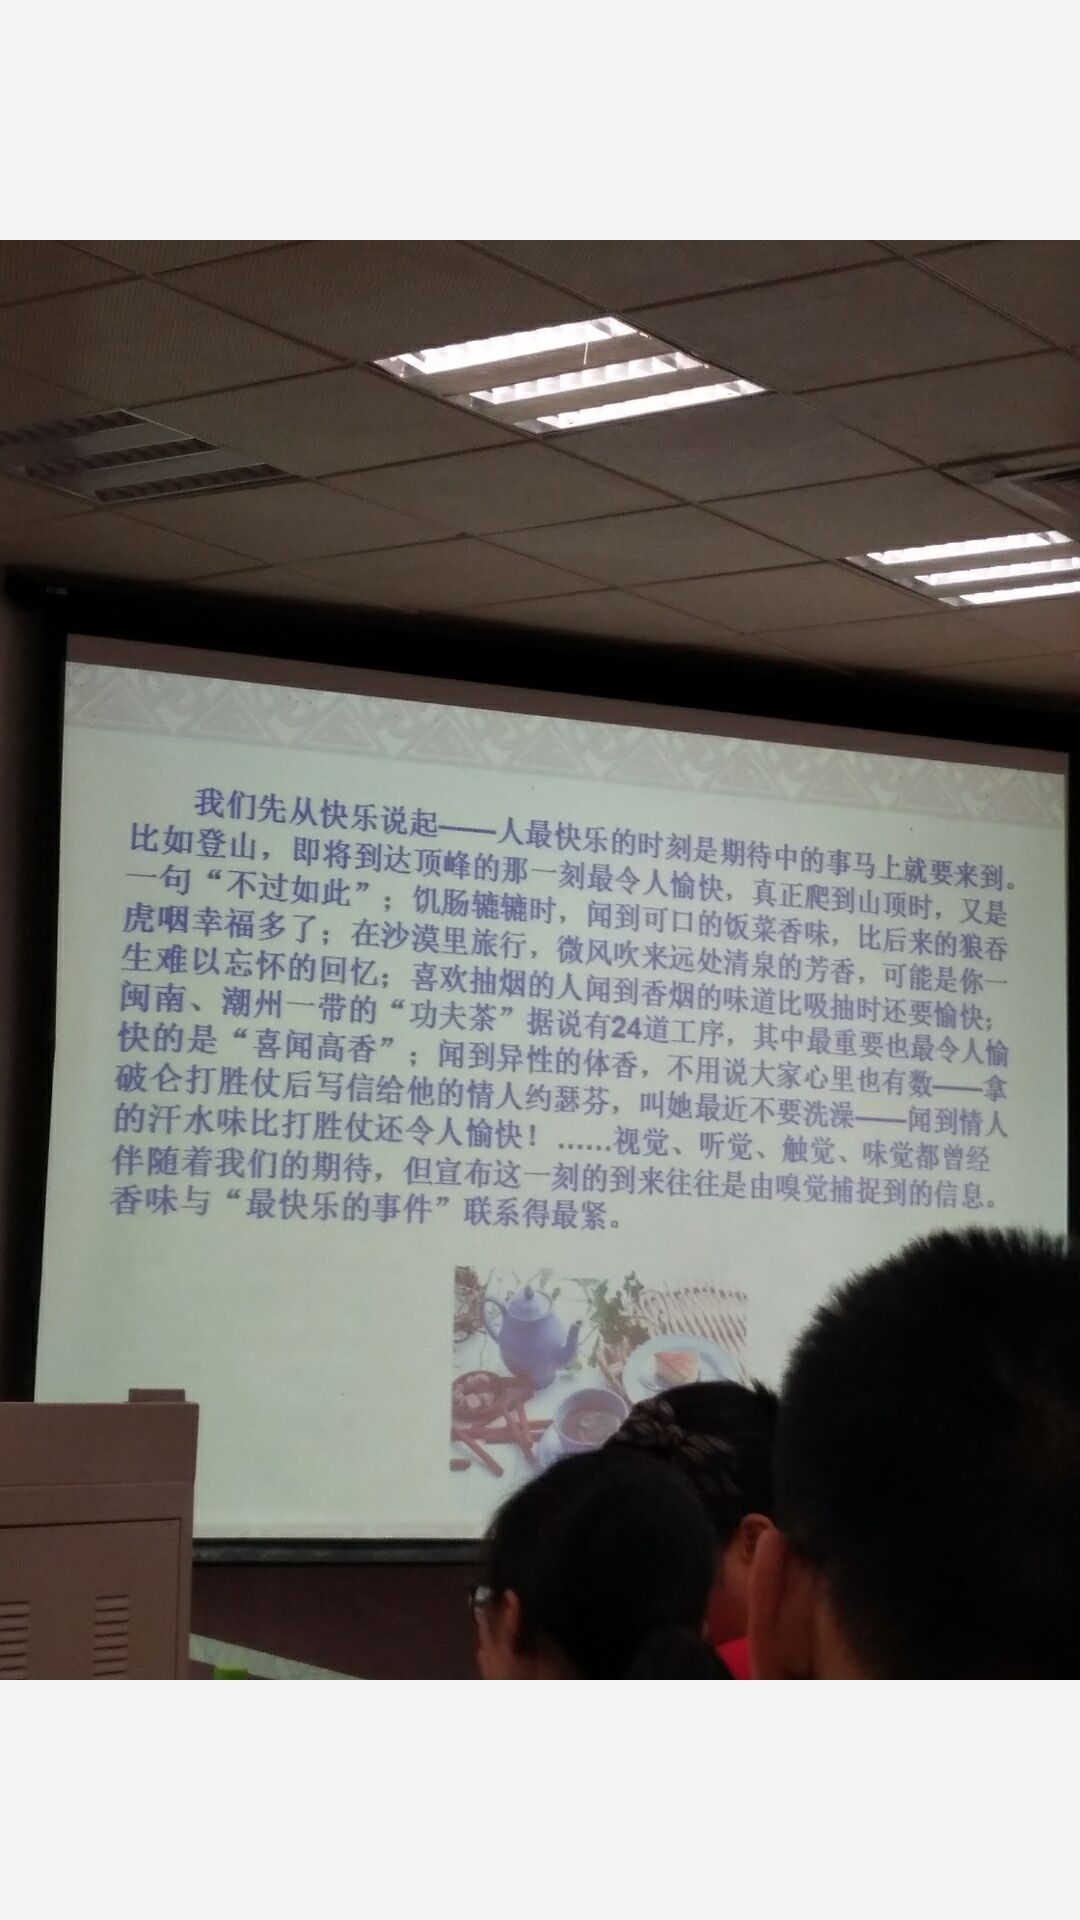 我们先从快乐说起——人最快乐的时刻是期待中的事马上就要来到。
比如登山，即将到达顶峰的那一刻最令人愉快，真正爬到山顶时，又是
一句“不过如此”；饥肠辘辘时，闻到可口的饭菜香味，比后来的狼吞
虎咽幸福多了；在沙漠里旅行，微风吹来远处清泉的芳香，可能是你一
生难以忘怀的回忆；喜欢抽烟的人闻到香烟的味道比吸抽时还要愉快；
闽南、潮州一带的“功夫茶”据说有24道工序，其中最重要也最令人愉
快的是“喜闻高香”；闻到异性的体香，不用说大家心里也有数——拿
破仑打胜仗后写信给他的情人约瑟芬，叫她最近不要洗澡——闻到情人
的汗水味比打胜仗还令人愉快！……视觉、听觉、触觉、味觉都曾经
伴随着我们的期待，但宣布这一刻的到来往往是由嗅觉捕捉到的信息。
香味与“最快乐的事件”联系得最紧。